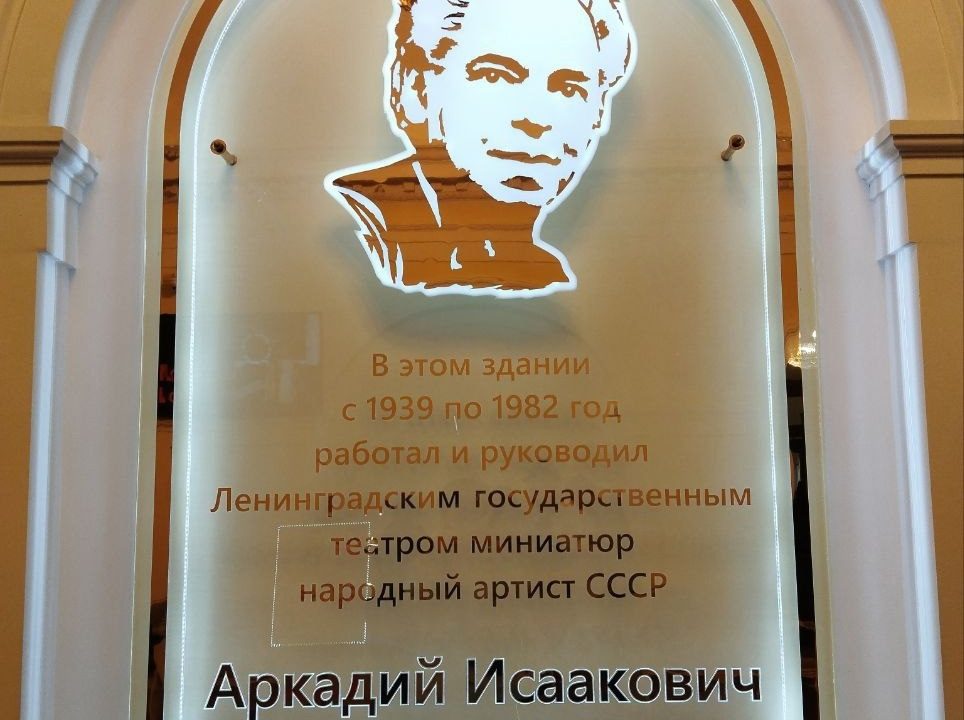 В этом здании
с 1939 по 1982 год
работал и руководил
Ленинградским государственным
театром миниатюр
народный артист СССР
Аркадий Исаакович